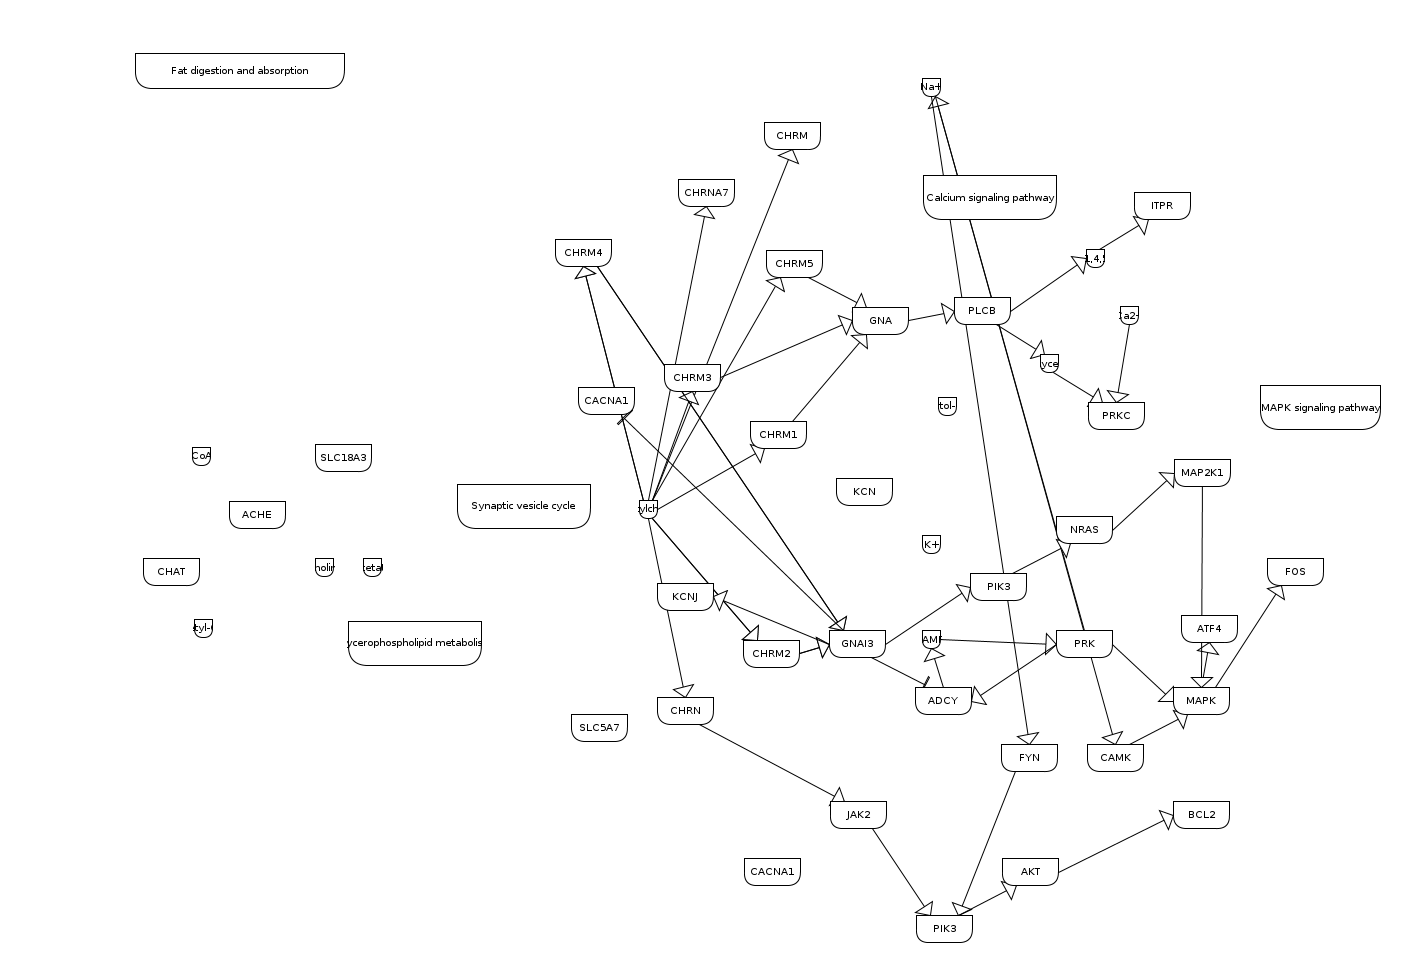 Fat digestion and absorption
Na+
CHRM
CHRNA7
Calcium signaling pathway
ITPR
CHRM4
CHRM5
1,4,
PLCB
GNA
Ca2+
yce
CHRM3
CACNA1
tol-
PRKC
MAPK signaling pathway
CHRM1
CoA
SLC18A3
MAP2K1
KCN
Synaptic vesicle cycle
ylch
ACHE
NRAS
K+
CHAT
holin
cetal
PIK3
FOS
KCNJ
cetyl-C
ycerophospholipid metabolis
ATF4
CHRM2
GNAI3
AMP
PRK
ADCY
MAPK
CHRN
SLC5A7
FYN
CAMK
JAK2
BCL2
CACNA1
AKT
PIK3